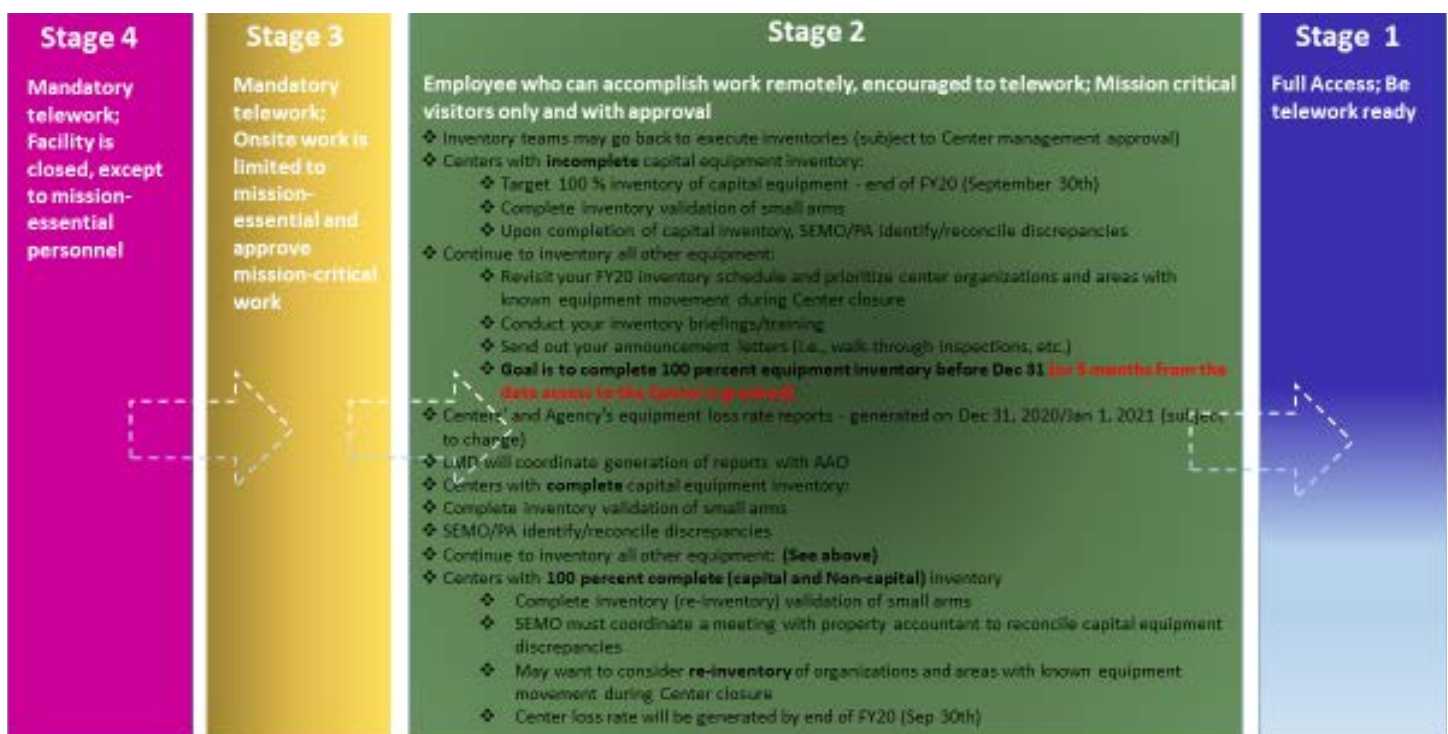 Stage 4
Mandatory
telework;
Facility is
closed, except
to mission-
essential
personnel
Stage 3
Mandatory
telework;
Onsite work is
limited to
mission-
essential and
approve
mission-critical
work
Stage 2
Employee who can accomplish work remotely, encouraged to telework; Mission critical
visitors only and with approval
❖ Inventory teams may go back to execute inventories (subject to Center management approval)
❖ Centers with incomplete capital equipment inventory:
❖ Target 100 % inventory of capital equipment - end of FY20 (September 30th)
❖ Complete inventory validation of small arms
❖ Upon completion of capital inventory, SEMO/PA identify/reconcile discrepancies
❖ Continue to inventory all other equipment:
❖ Revisit your FY20 inventory schedule and prioritize center organizations and areas with
known equipment movement during Center closure
❖ Conduct your inventory briefings/training
❖ Send out your announcement letters (i.e., walk-through inspections, etc.)
❖ Goal is to complete 100 percent equipment inventory before Dec 31 (or 5 months from the
date access to the Center is granted)
❖ Centers' and Agency's equipment loss rate reports - generated on Dec 31, 2020/Jan 1, 2021 (subject
to change)
❖ LMD will coordinate generation of reports with AAO
❖ Centers with complete capital equipment inventory:
❖ Complete inventory validation of small arms
❖ SEMO/PA identify/reconcile discrepancies
❖ Continue to inventory all other equipment: (See above)
❖ Centers with 100 percent complete (capital and Non-capital) inventory
❖ Complete inventory (re-inventory) validation of small arms
❖ SEMO must coordinate a meeting with property accountant to reconcile capital equipment
discrepancies
❖ May want to consider re-inventory of organizations and areas with known equipment
movement during Center closure
❖ Center loss rate will be generated by end of FY20 (Sep 30th)
Stage 1
Full Access; Be
telework ready